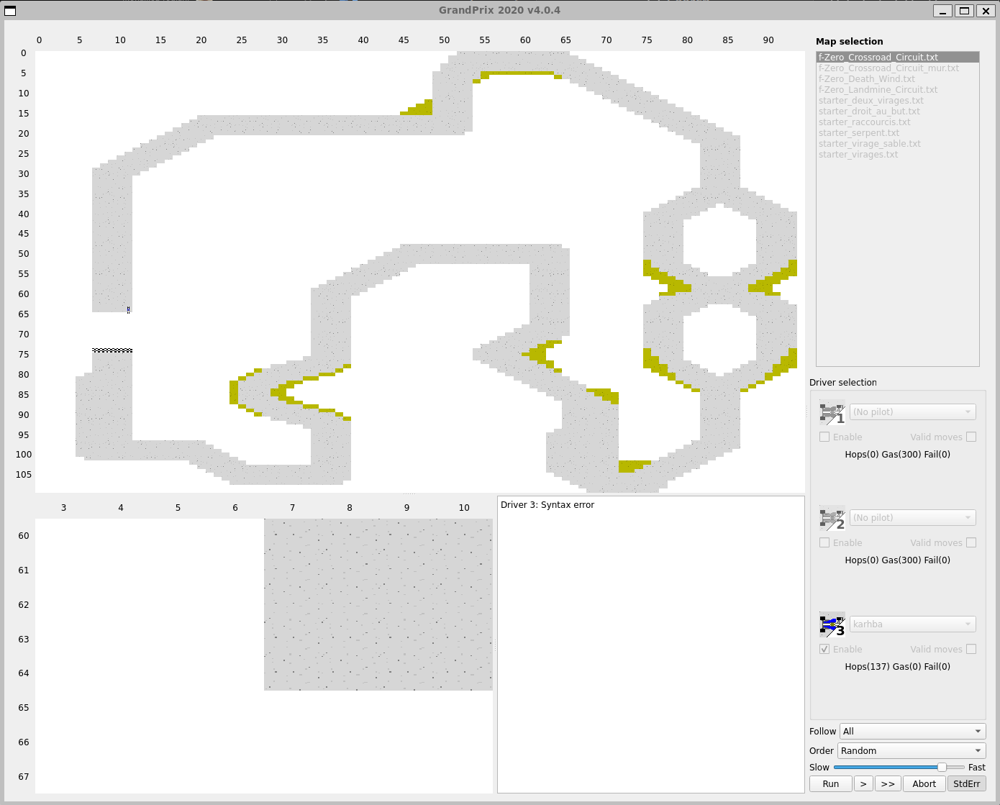 GrandPrix 2020 v4.0.4
0 5 10 15 20 25 30 35 40 45 50 55 60 65 70 75 80 85 90
0
5
10
15
20
25
30
35
40
45
50
55
60
65
70
75
80
85
90
95
100
105
Map selection
f-Zero_Crossroad_Circuit.txt
f-Zero_Crossroad_Circuit_mur.txt
f-Zero_Death_Wind.txt
f-Zero_Landmine_Circuit.txt
starter_deux_virages.txt
starter_droit_au_but.txt
starter_raccourcis.txt
starter_serpent.txt
starter_virage_sable.txt
starter_virages.txt
3 4 5 6 7 8 9 10
60
61
62
63
64
65
66
67
Driver 3: Syntax error
Driver selection
1 (No pilot)
Enable Valid moves
Hops(0) Gas(300) Fail(0)
2 (No pilot)
Enable Valid moves
Hops(0) Gas(300) Fail(0)
3 karhba
Enable Valid moves
Hops(137) Gas(0) Fail(0)
Follow All
Order Random
Slow Fast
Run > >> Abort StdErr